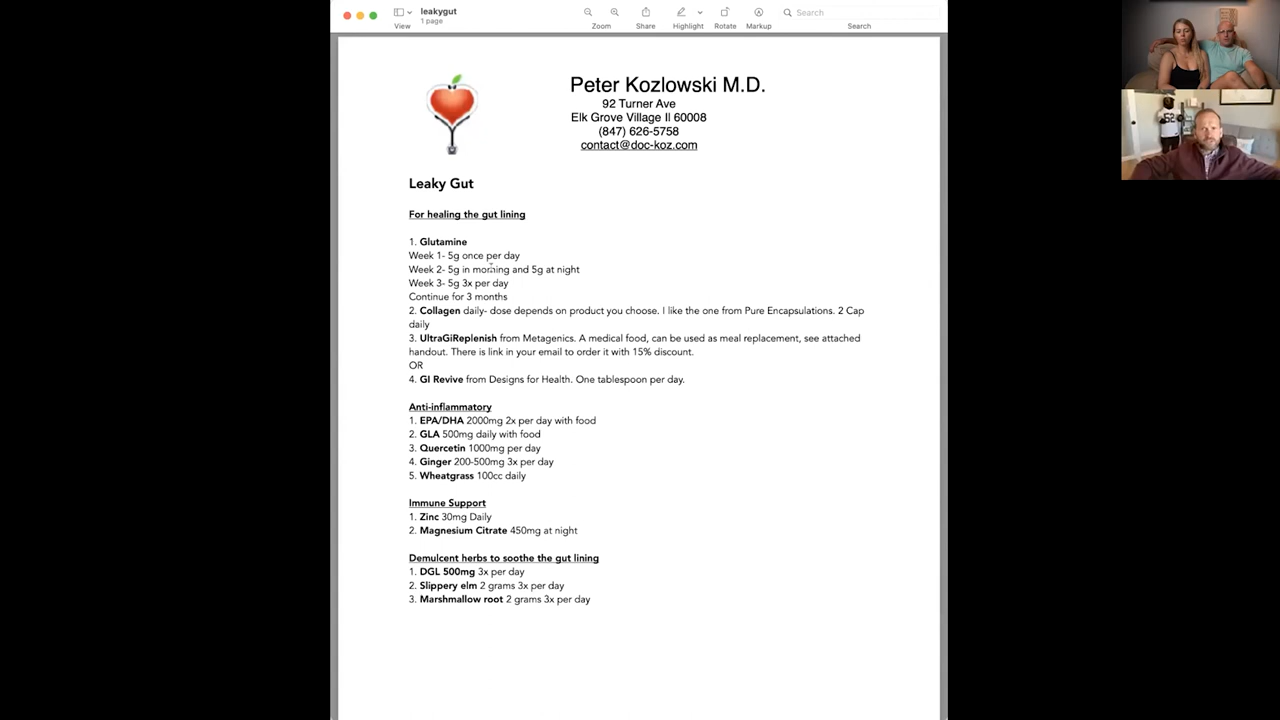 leakygut
1 page
View
Zoom
Share
Highlight
Rotate
Markup
Search
Search
Peter Kozlowski M.D.
92 Turner Ave
Elk Grove Village Il 60008
(847) 626-5758
contact@doc-koz.com
Leaky Gut
For healing the gut lining
1. Glutamine
Week 1- 5g once per day
Week 2- 5g in morning and 5g at night
Week 3- 5g 3x per day
Continue for 3 months
2. Collagen daily- dose depends on product you choose. I like the one from Pure Encapsulations. 2 Cap
daily
3. UltraGiReplenish from Metagenics. A medical food, can be used as meal replacement, see attached
handout. There is link in your email to order it with 15% discount.
OR
4. GI Revive from Designs for Health. One tablespoon per day.
Anti-inflammatory
1. EPA/DHA 2000mg 2x per day with food
2. GLA 500mg daily with food
3. Quercetin 1000mg per day
4. Ginger 200-500mg 3x per day
5. Wheatgrass 100cc daily
Immune Support
1. Zinc 30mg Daily
2. Magnesium Citrate 450mg at night
Demulcent herbs to soothe the gut lining
1. DGL 500mg 3x per day
2. Slippery elm 2 grams 3x per day
3. Marshmallow root 2 grams 3x per day
52